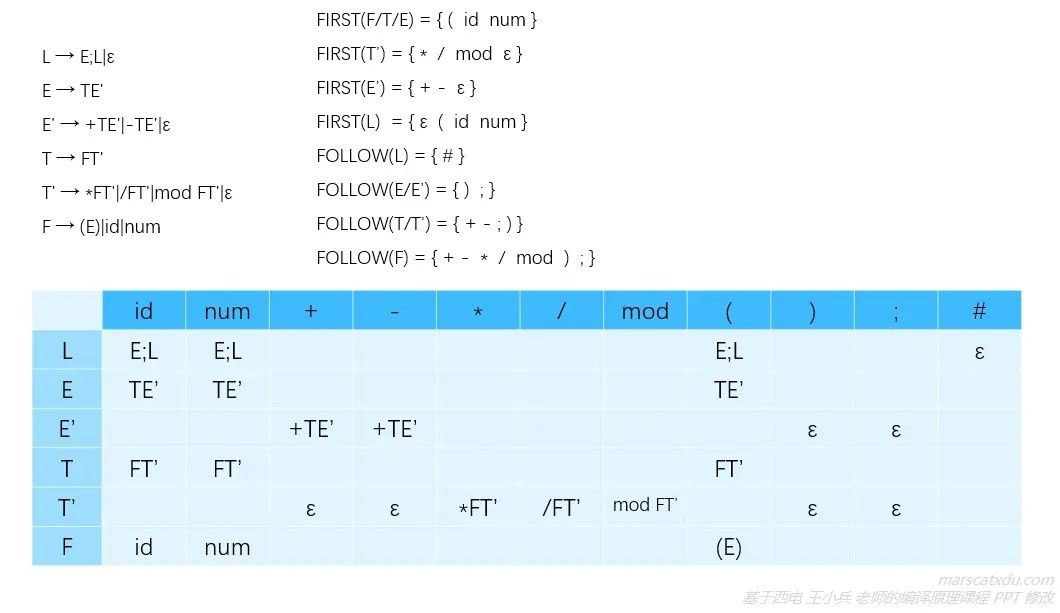 FIRST(F/T/E) = { ( id num }
L → E;L|ε
FIRST(T') = { * / mod ε }
E → TE'
FIRST(E') = { + - ε }
E' → +TE'|-TE'|ε
FIRST(L) = { ε ( id num }
T → FT'
FOLLOW(L) = { # }
T' → *FT'|/FT'|mod FT'|ε
FOLLOW(E/E') = { ) ; }
F → (E)|id|num
FOLLOW(T/T') = { + - ; ) }
FOLLOW(F) = { + - * / mod ) ; }
id num + - * / mod ( ) ; #
L E;L E;L E;L ε
E TE' TE' TE'
E' +TE' +TE' ε ε
T FT' FT' FT'
T' ε ε *FT' /FT' mod FT' ε ε
F id num (E)
marscatxdu.com
基于西电 王小兵 老师的编译原理课程 PPT 修改